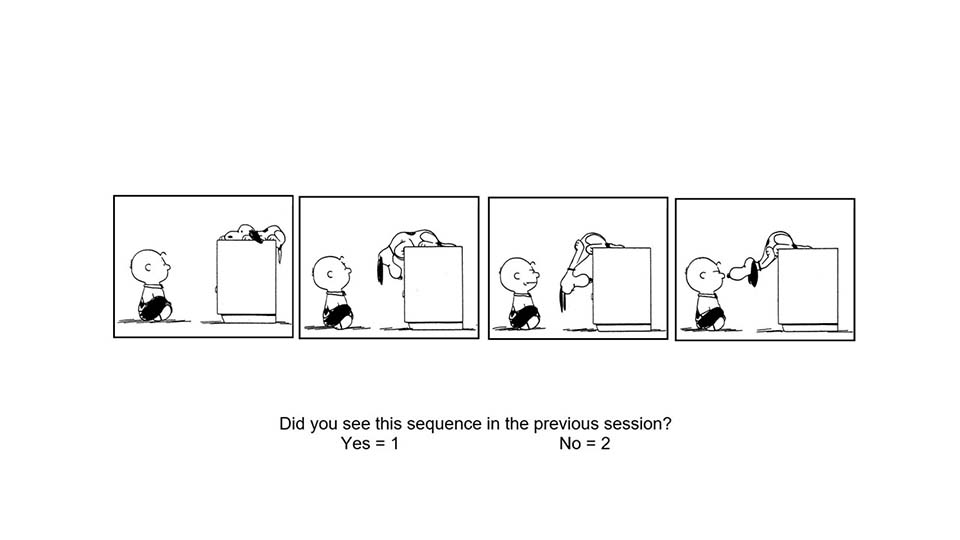 Did you see this sequence in the previous session?
Yes = 1 No = 2